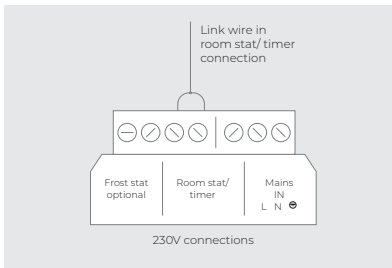 Link wire in
room stat/ timer
connection
Frost stat
optional
Room stat/
timer
Mains
IN
L N
230V connections